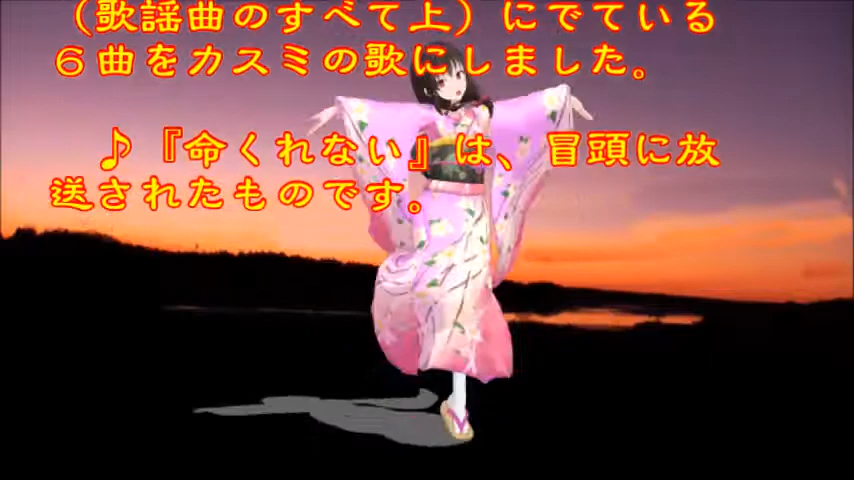 （歌謡曲のすべて上）にでている
６曲をカスミの歌にしました。
♪『命くれない』は、冒頭に放
送されたものです。